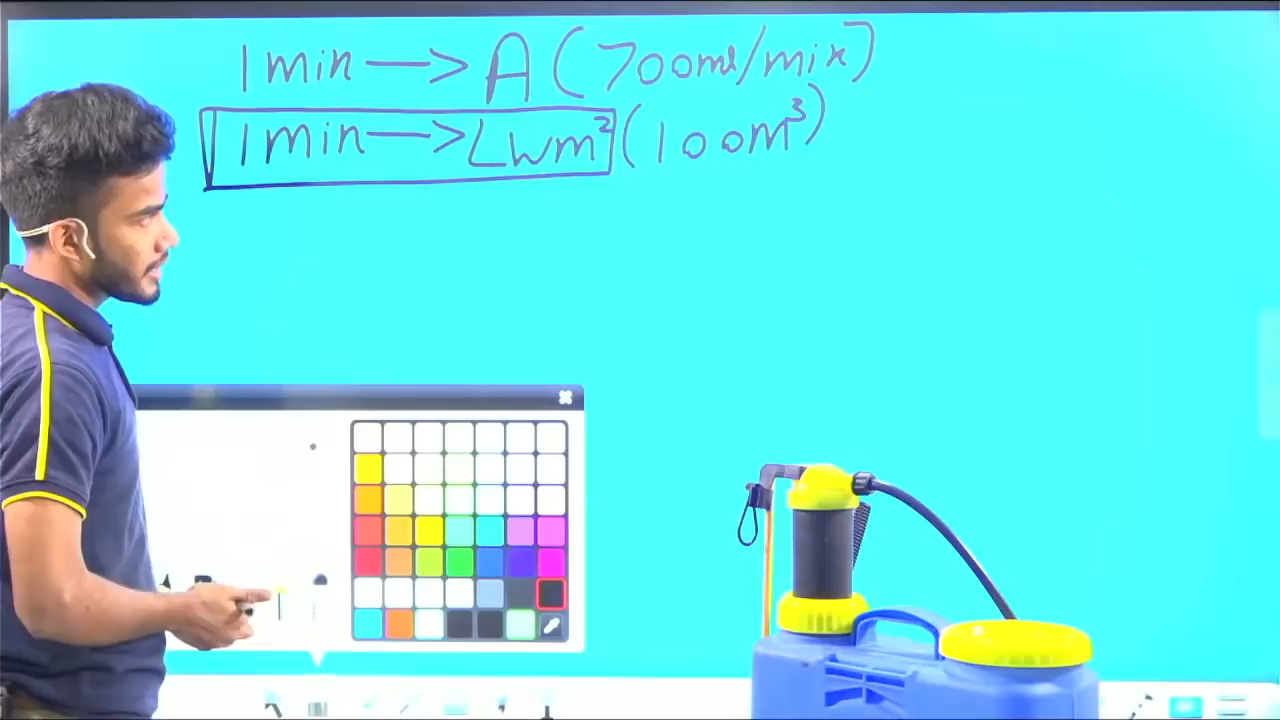 1 min → A (700ml/min)
1 min → LWm² (100m³)